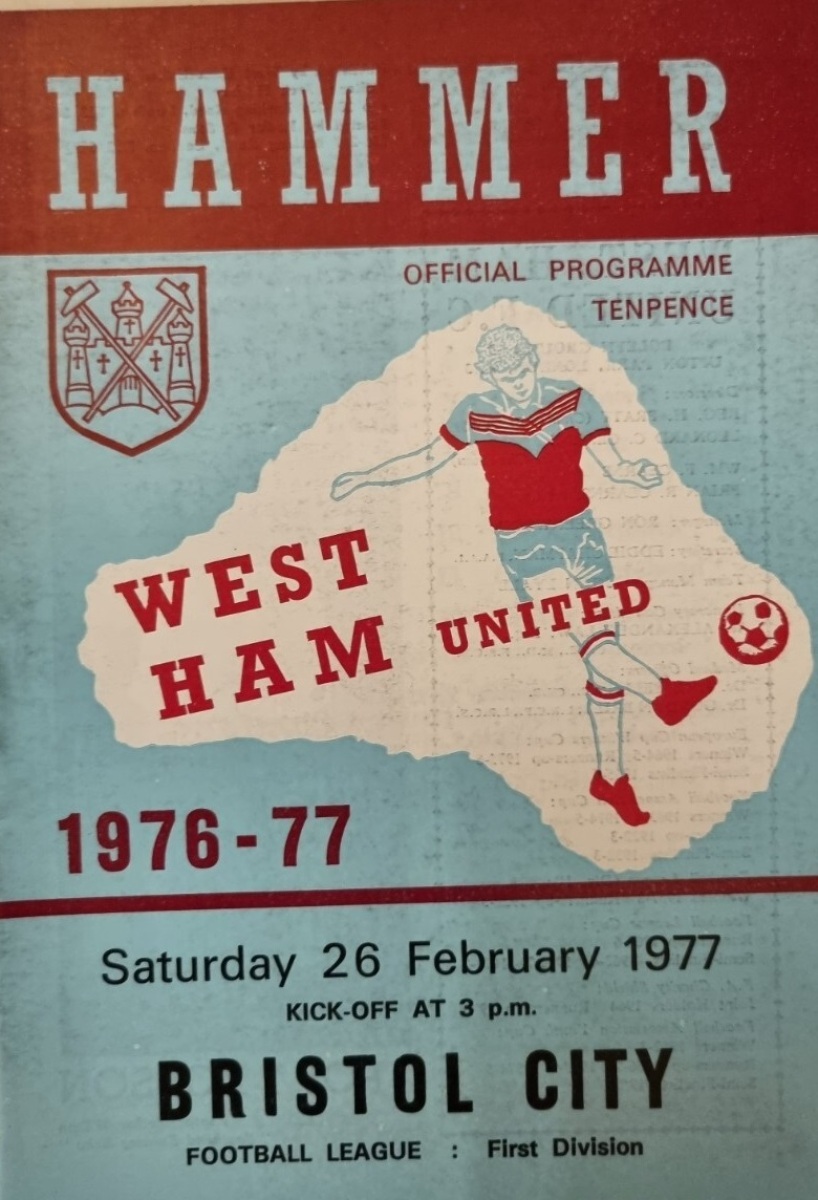 HAMMER
OFFICIAL PROGRAMME
TENPENCE
WEST
HAM UNITED
1976-77
Saturday 26 February 1977
KICK-OFF AT 3 p.m.
BRISTOL CITY
FOOTBALL LEAGUE : First Division